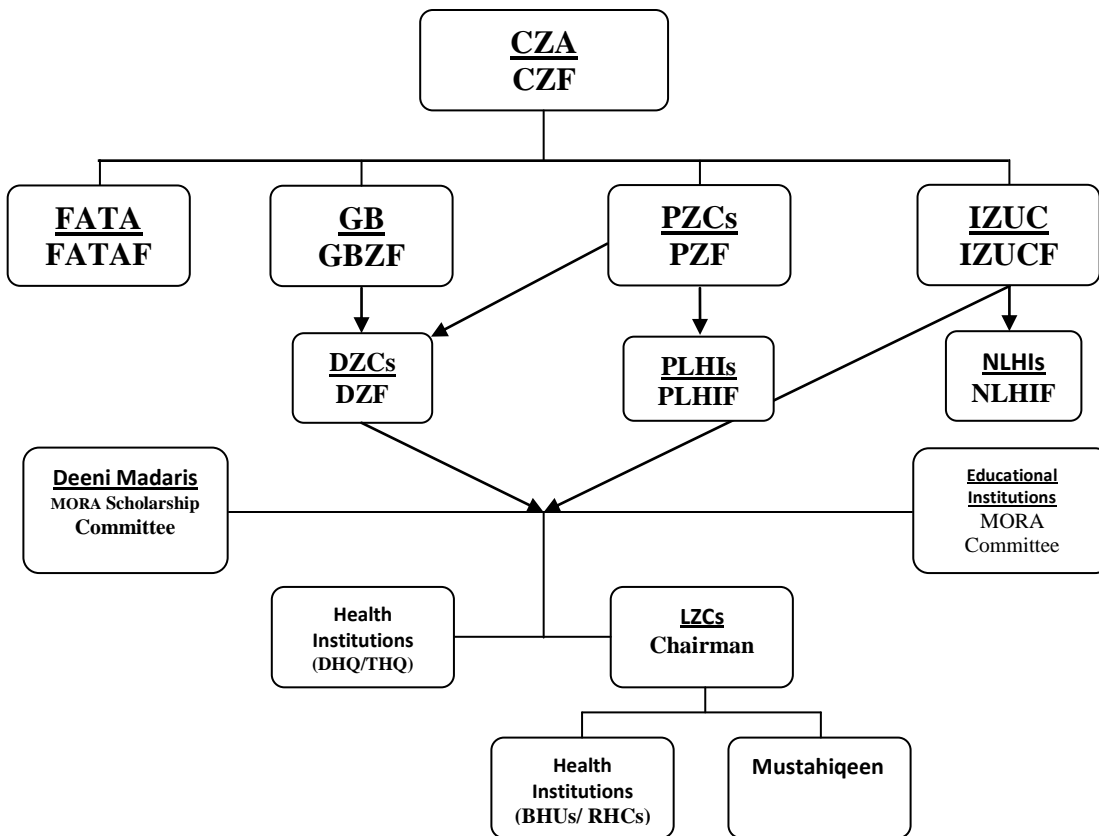 CZA
CZF
FATA
FATAF
GB
GBZF
PZCs
PZF
IZUC
IZUCF
DZCs
DZF
PLHIs
PLHIF
NLHIs
NLHIF
Deeni Madaris
MORA Scholarship
Committee
Educational
Institutions
MORA
Committee
Health
Institutions
(DHQ/THQ)
LZCs
Chairman
Health
Institutions
(BHUs/ RHCs)
Mustahiqeen